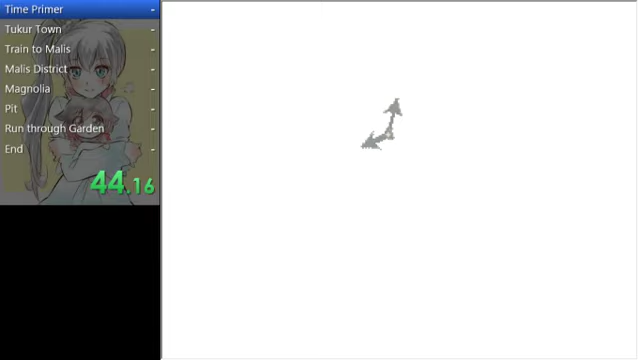 Time Primer -
Tukur Town -
Train to Malis -
Malis District -
Magnolia -
Pit -
Run through Garden -
End -
44.16